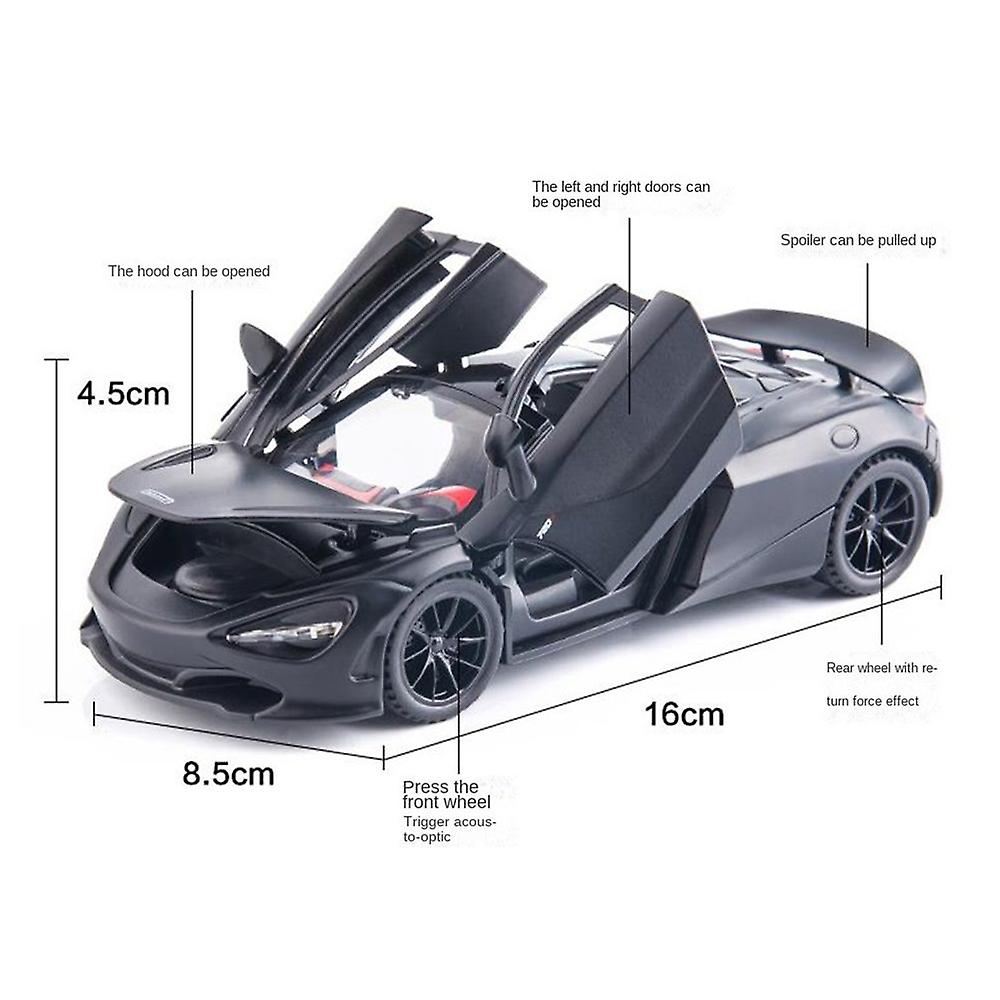 The left and right doors can
be opened
Spoiler can be pulled up
The hood can be opened
4.5cm
16cm
8.5cm
Rear wheel with re-
turn force effect
Press the
front wheel
Trigger acous-
to-optic